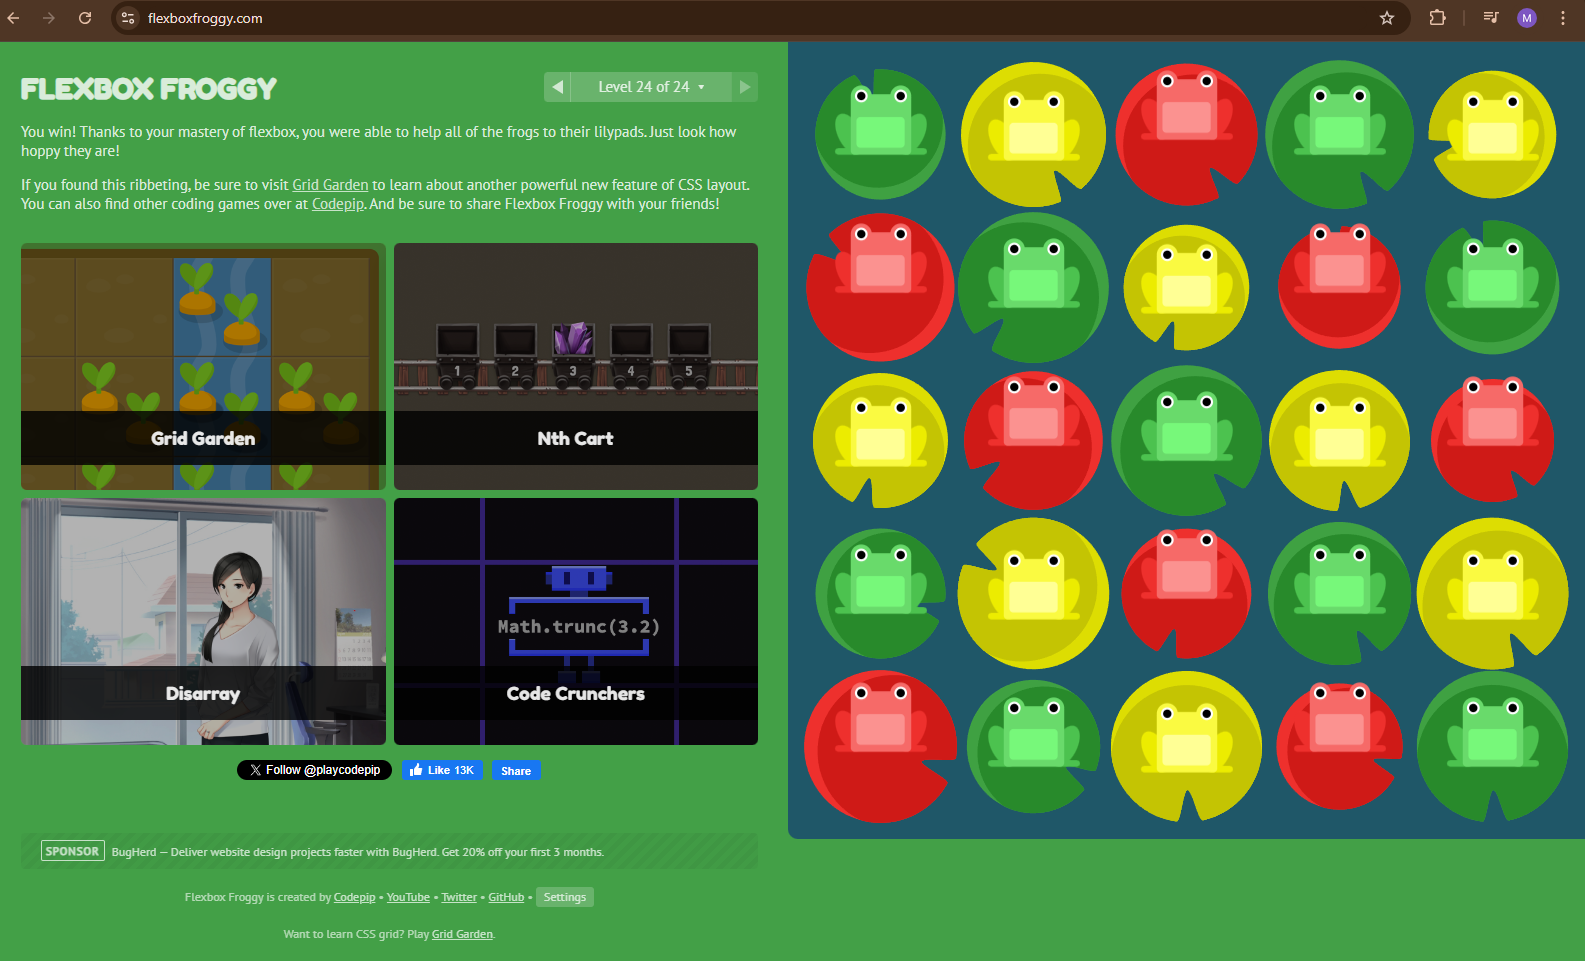 flexboxfroggy.com
M
FLEXBOX FROGGY
Level 24 of 24
You win! Thanks to your mastery of flexbox, you were able to help all of the frogs to their lilypads. Just look how
hoppy they are!
If you found this ribbeting, be sure to visit Grid Garden to learn about another powerful new feature of CSS layout.
You can also find other coding games over at Codepip. And be sure to share Flexbox Froggy with your friends!
Grid Garden
1 2 3 4 5
Nth Cart
Disarray
Math.trunc(3.2)
Code Crunchers
X Follow @playcodepip
Like 13K
Share
SPONSOR BugHerd — Deliver website design projects faster with BugHerd. Get 20% off your first 3 months.
Flexbox Froggy is created by Codepip • YouTube • Twitter • GitHub • Settings
Want to learn CSS grid? Play Grid Garden.